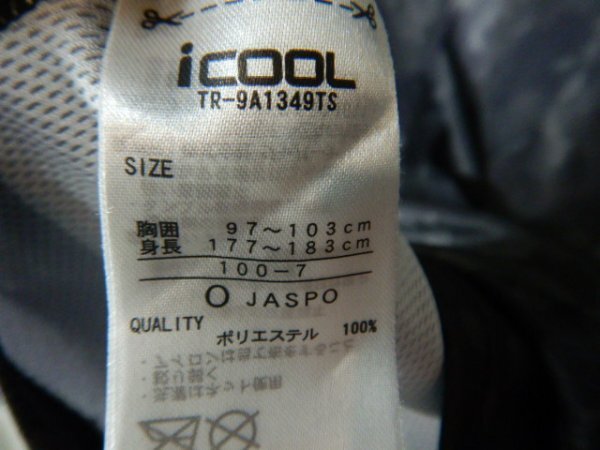 iCOOL
TR-9A1349TS
SIZE
胸囲 97～103cm
身長 177～183cm
100-7
O JASPO
QUALITY
ポリエステル 100%